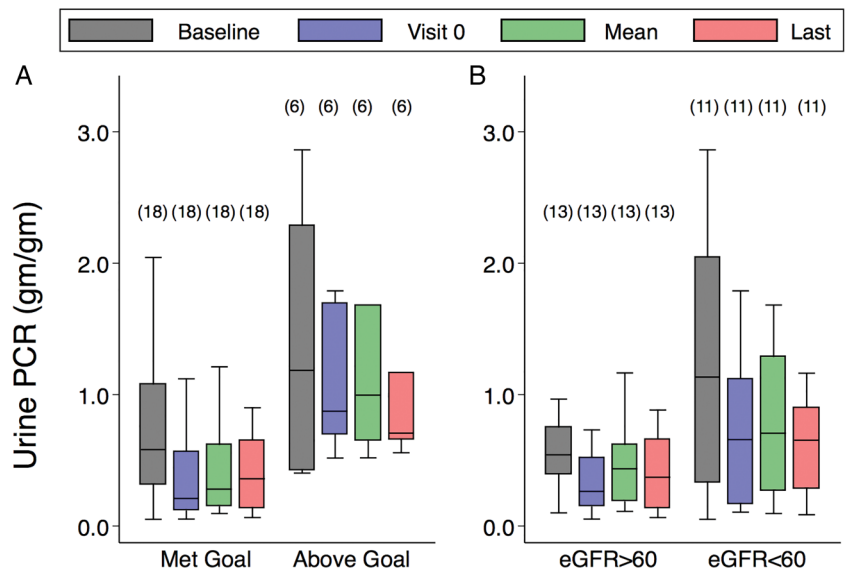 Baseline Visit 0 Mean Last
A B
(6) (6) (6) (6) (11) (11) (11) (11)
3.0 3.0
(18) (18) (18) (18) (13) (13) (13) (13)
2.0 2.0
Urine PCR (gm/gm)
1.0 1.0
0.0 0.0
Met Goal Above Goal eGFR>60 eGFR<60